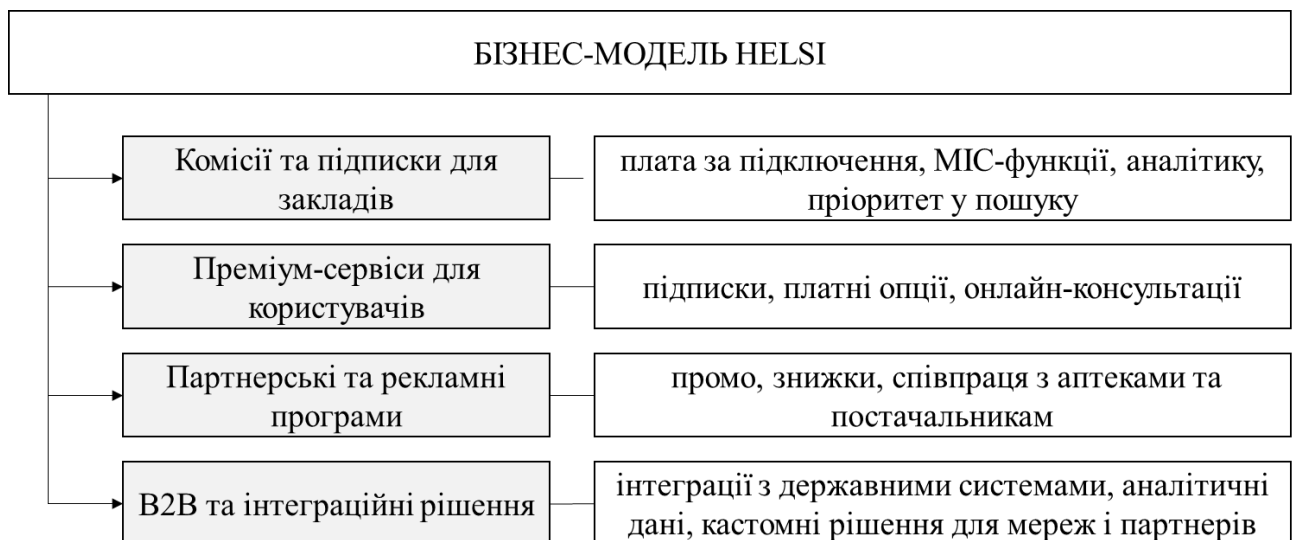 БІЗНЕС-МОДЕЛЬ HELSI
Комісії та підписки для
закладів
плата за підключення, МІС-функції, аналітику,
пріоритет у пошуку
Преміум-сервіси для
користувачів
підписки, платні опції, онлайн-консультації
Партнерські та рекламні
програми
промо, знижки, співпраця з аптеками та
постачальникам
B2B та інтеграційні рішення
інтеграції з державними системами, аналітичні
дані, кастомні рішення для мереж і партнерів